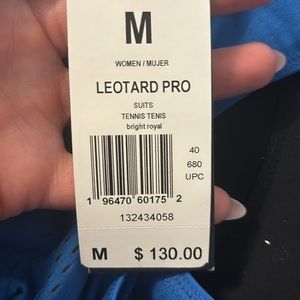 M
WOMEN / MUJER
LEOTARD PRO
SUITS
TENNIS TENIS
bright royal
40
680
UPC
1 96470 60175 2
132434058
M $ 130.00